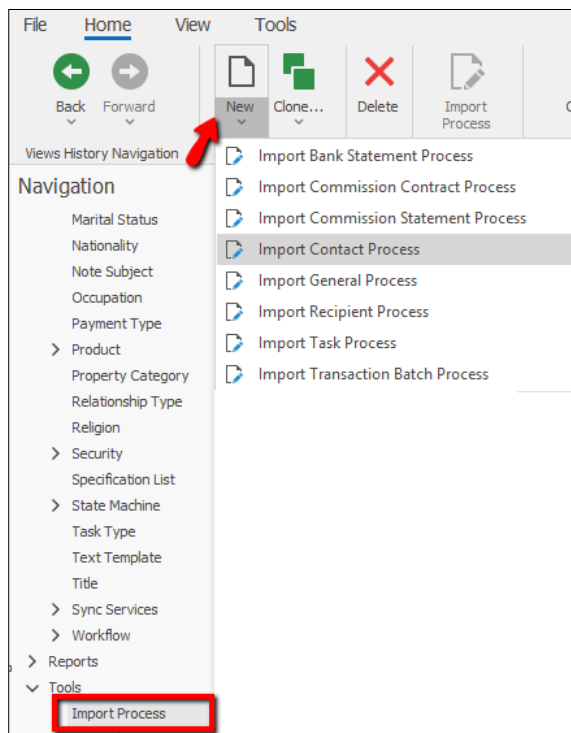 File Home View Tools
Back Forward New Clone... Delete Import Process
Views History Navigation
Import Bank Statement Process
Import Commission Contract Process
Import Commission Statement Process
Import Contact Process
Import General Process
Import Recipient Process
Import Task Process
Import Transaction Batch Process
Navigation
Marital Status
Nationality
Note Subject
Occupation
Payment Type
Product
Property Category
Relationship Type
Religion
Security
Specification List
State Machine
Task Type
Text Template
Title
Sync Services
Workflow
Reports
Tools
Import Process